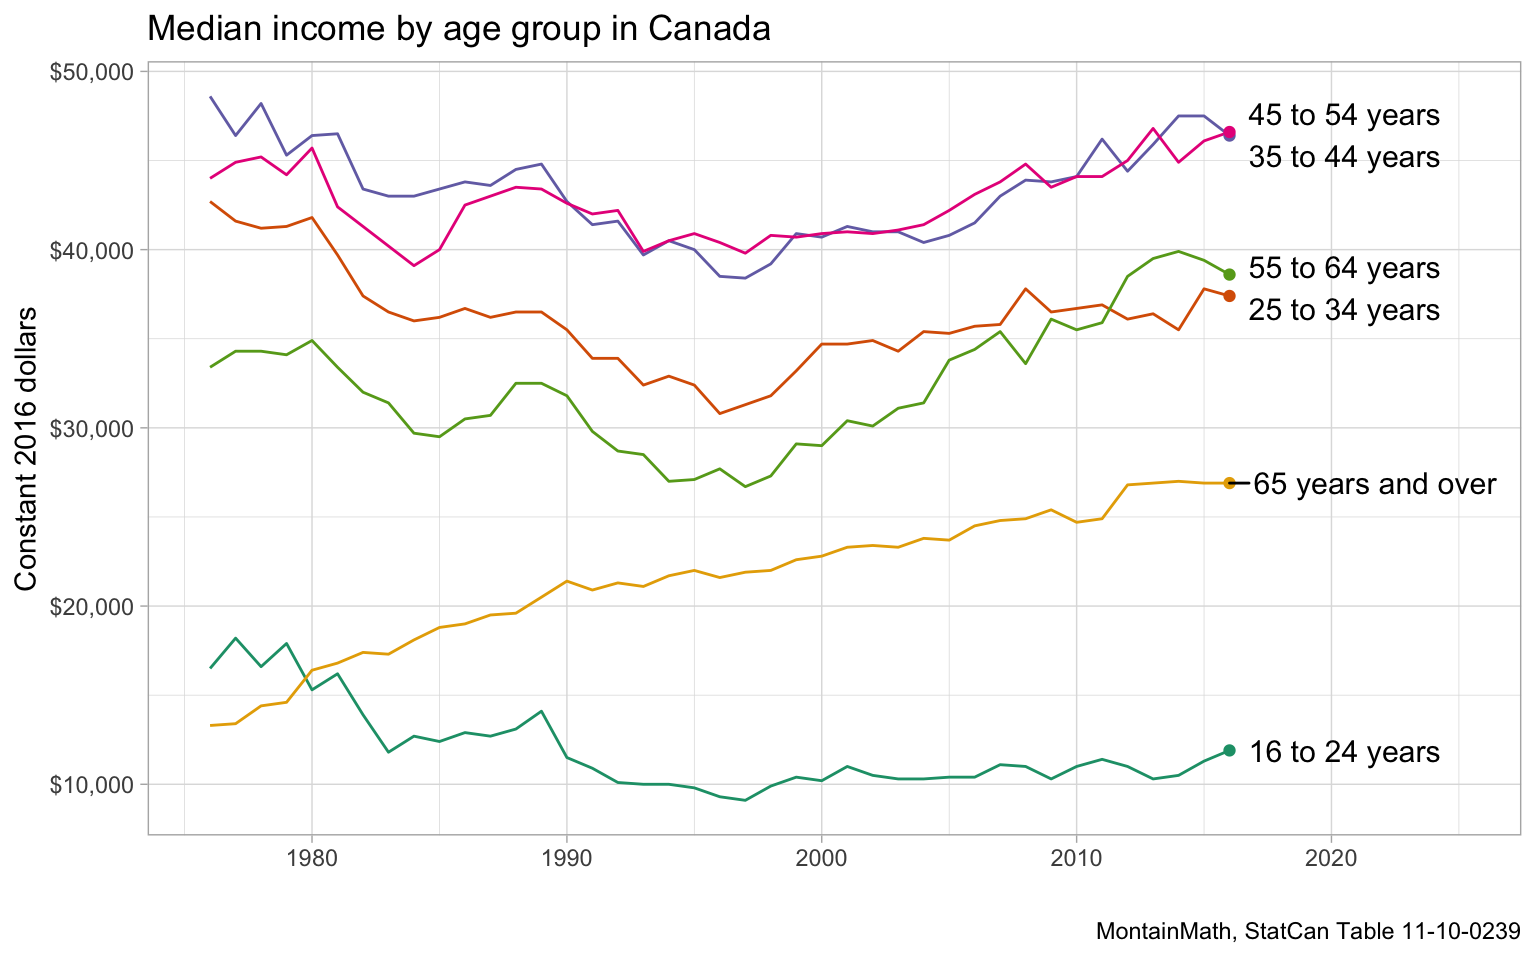 Median income by age group in Canada
$50,000
$40,000
$30,000
$20,000
$10,000
Constant 2016 dollars
45 to 54 years
35 to 44 years
55 to 64 years
25 to 34 years
65 years and over
16 to 24 years
1980
1990
2000
2010
2020
MontainMath, StatCan Table 11-10-0239